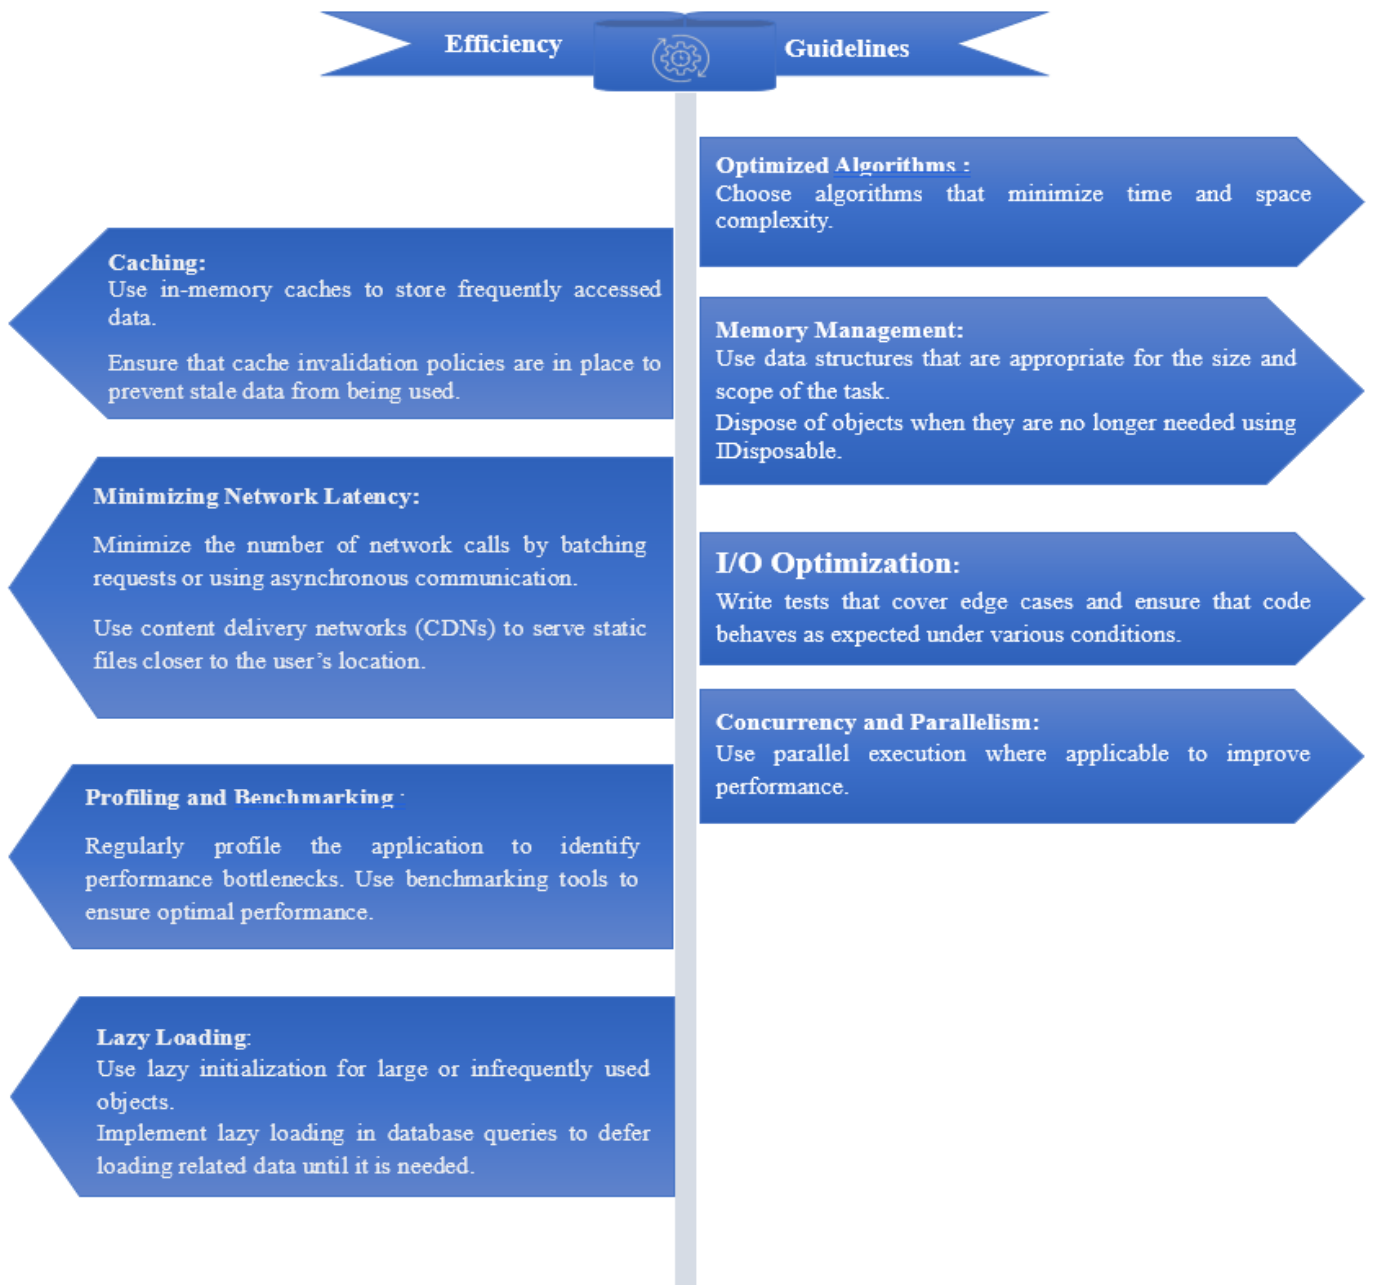 Efficiency
Guidelines
Optimized Algorithms :
Choose algorithms that minimize time and space
complexity.
Caching:
Use in-memory caches to store frequently accessed
data.
Ensure that cache invalidation policies are in place to
prevent stale data from being used.
Memory Management:
Use data structures that are appropriate for the size and
scope of the task.
Dispose of objects when they are no longer needed using
IDisposable.
Minimizing Network Latency:
Minimize the number of network calls by batching
requests or using asynchronous communication.
Use content delivery networks (CDNs) to serve static
files closer to the user’s location.
I/O Optimization:
Write tests that cover edge cases and ensure that code
behaves as expected under various conditions.
Concurrency and Parallelism:
Use parallel execution where applicable to improve
performance.
Profiling and Benchmarking :
Regularly profile the application to identify
performance bottlenecks. Use benchmarking tools to
ensure optimal performance.
Lazy Loading:
Use lazy initialization for large or infrequently used
objects.
Implement lazy loading in database queries to defer
loading related data until it is needed.